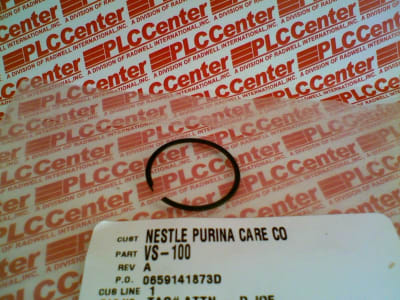 PLCCenter
A DIVISION OF RADWELL INTERNATIONAL, INC.
CUST NESTLE PURINA CARE CO
PART VS-100
REV A
P.O. 0659141873D
CUS LINE 1